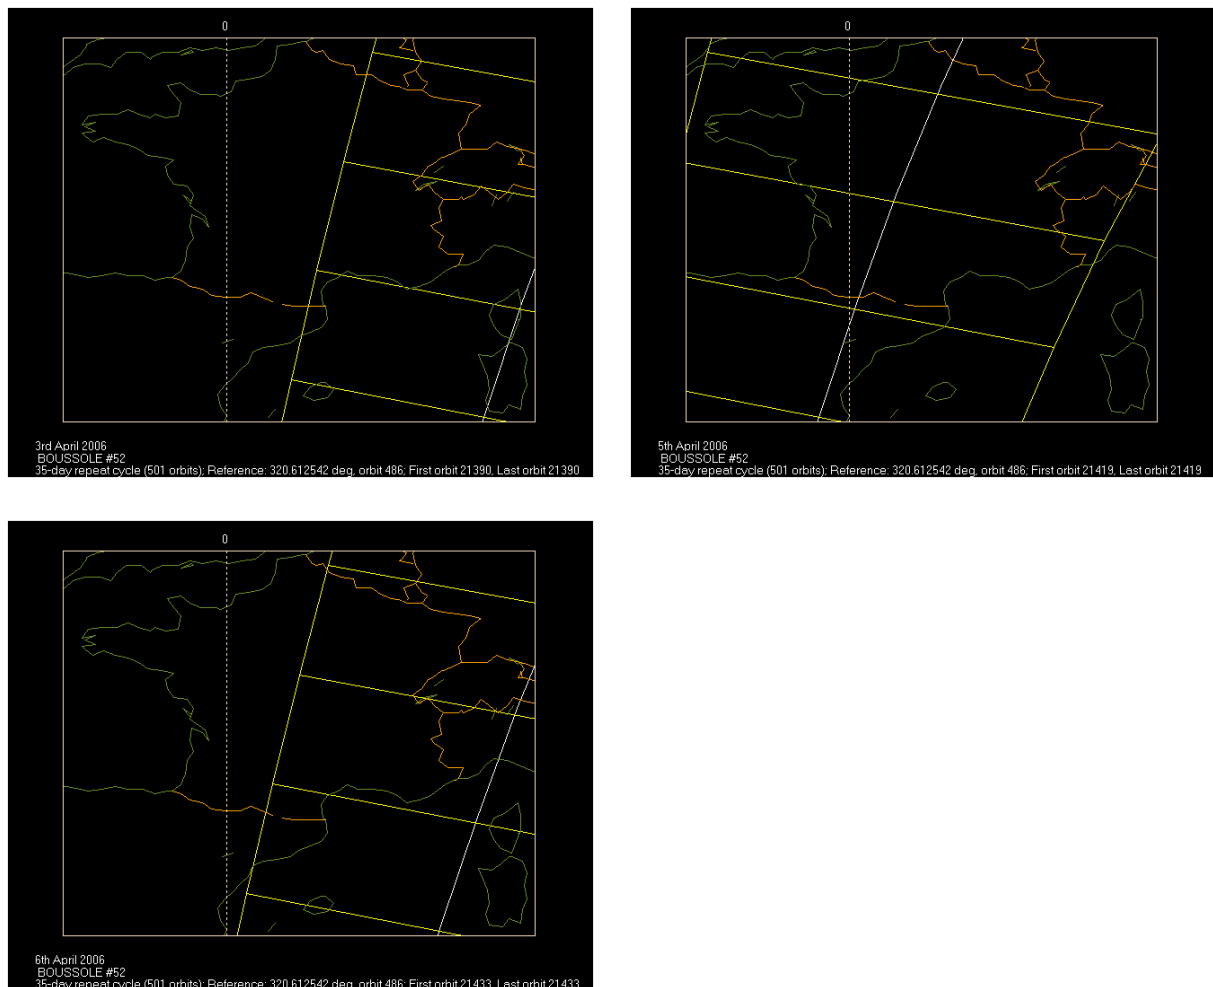 0
3rd April 2006
BOUSSOLE #52
35-day repeat cycle (501 orbits); Reference: 320.612542 deg, orbit 486; First orbit 21390, Last orbit 21390
0
5th April 2006
BOUSSOLE #52
35-day repeat cycle (501 orbits); Reference: 320.612542 deg, orbit 486; First orbit 21419, Last orbit 21419
0
6th April 2006
BOUSSOLE #52
35-day repeat cycle (501 orbits); Reference: 320.612542 deg, orbit 486; First orbit 21433, Last orbit 21433